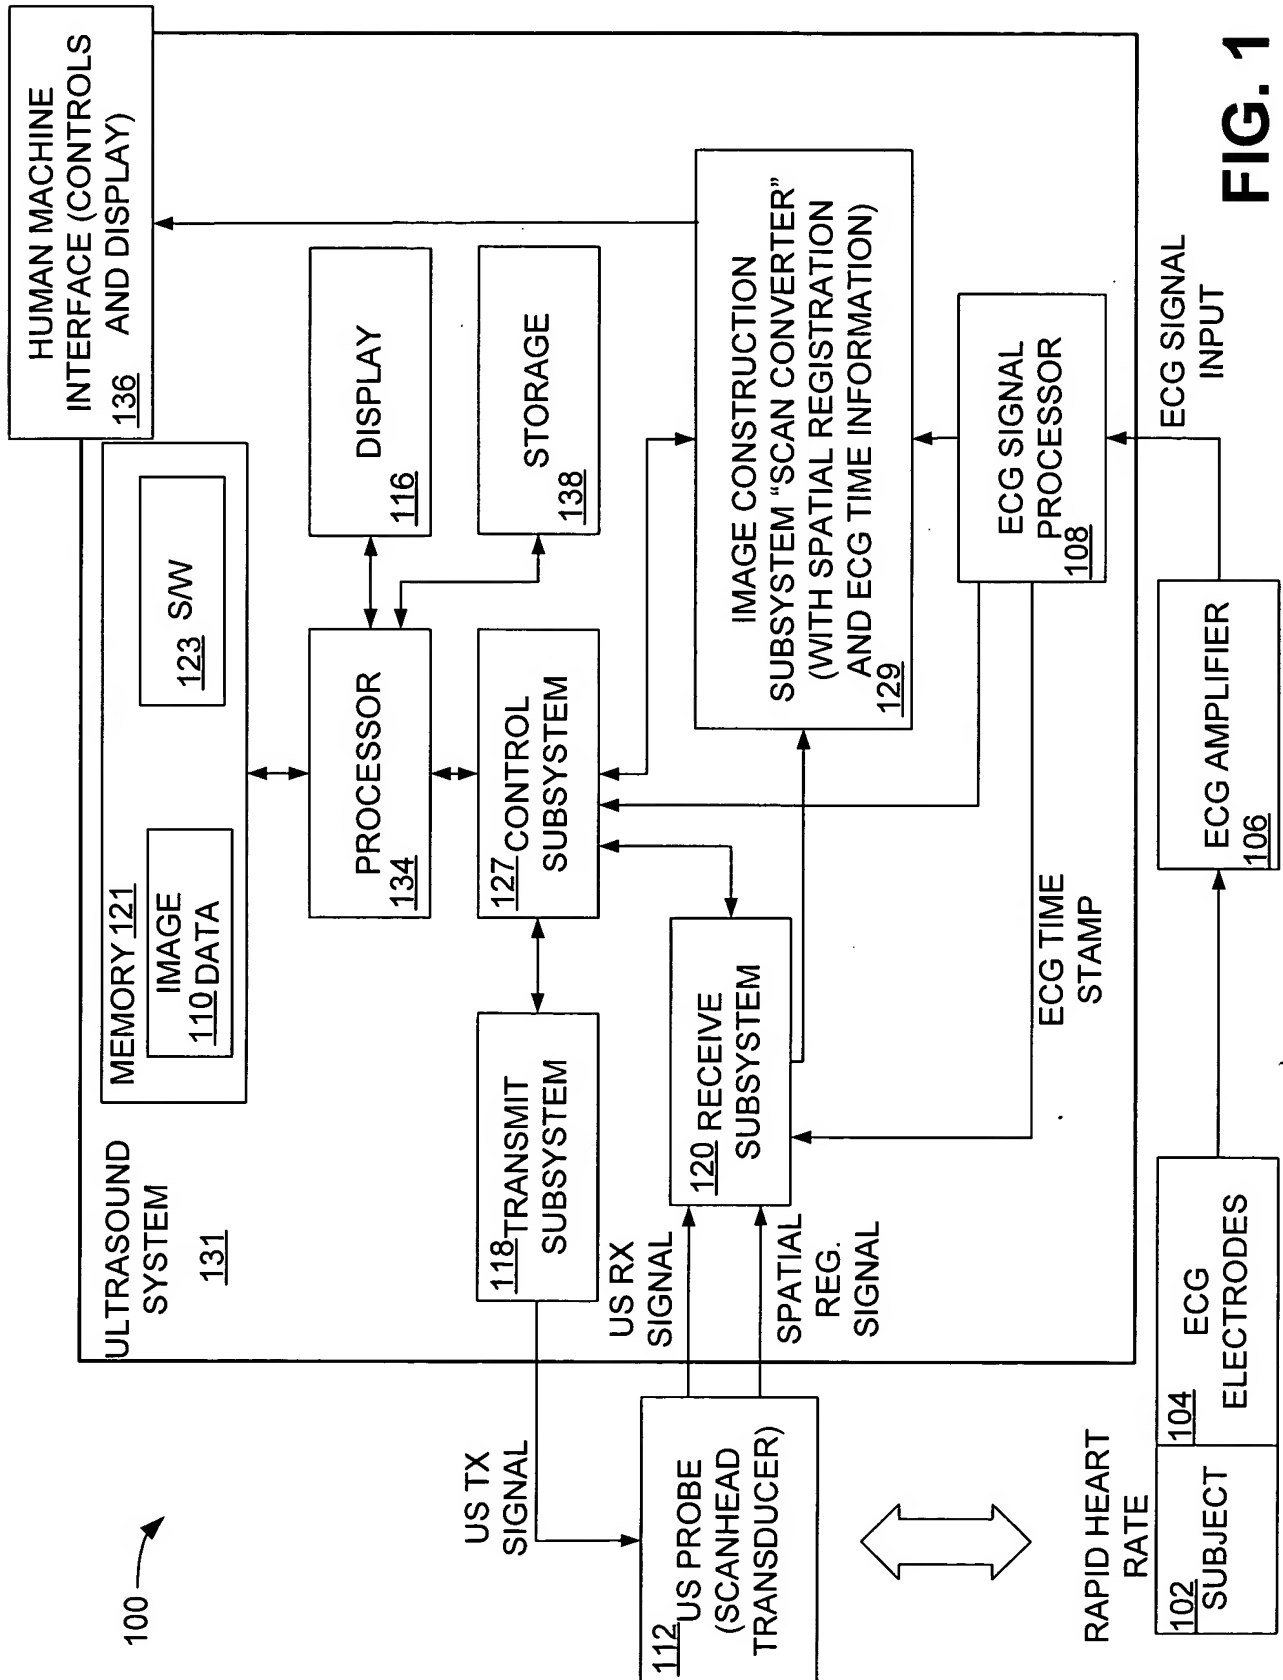 HUMAN MACHINE
INTERFACE (CONTROLS
AND DISPLAY)
136
ULTRASOUND
SYSTEM
131
MEMORY 121
IMAGE
110 DATA
S/W
123
PROCESSOR
134
DISPLAY
116
STORAGE
138
118 TRANSMIT
SUBSYSTEM
127 CONTROL
SUBSYSTEM
120 RECEIVE
SUBSYSTEM
IMAGE CONSTRUCTION
SUBSYSTEM “SCAN CONVERTER”
(WITH SPATIAL REGISTRATION
AND ECG TIME INFORMATION)
129
ECG SIGNAL
PROCESSOR
108
ECG TIME
STAMP
US TX
SIGNAL
US RX
SIGNAL
SPATIAL
REG.
SIGNAL
100
112 US PROBE
(SCANHEAD
TRANSDUCER)
RAPID HEART
RATE
102
SUBJECT
104
ECG
ELECTRODES
ECG AMPLIFIER
106
ECG SIGNAL
INPUT
FIG. 1